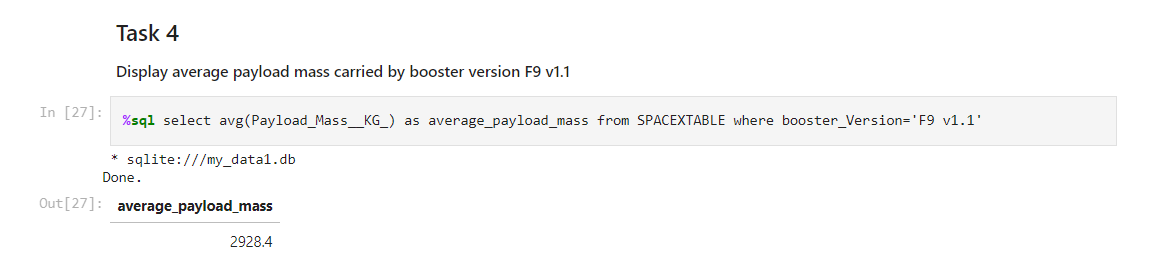 Task 4
Display average payload mass carried by booster version F9 v1.1
In [27]: %sql select avg(Payload_Mass__KG_) as average_payload_mass from SPACEXTABLE where booster_Version='F9 v1.1'
* sqlite:///my_data1.db
Done.
Out[27]: average_payload_mass
2928.4